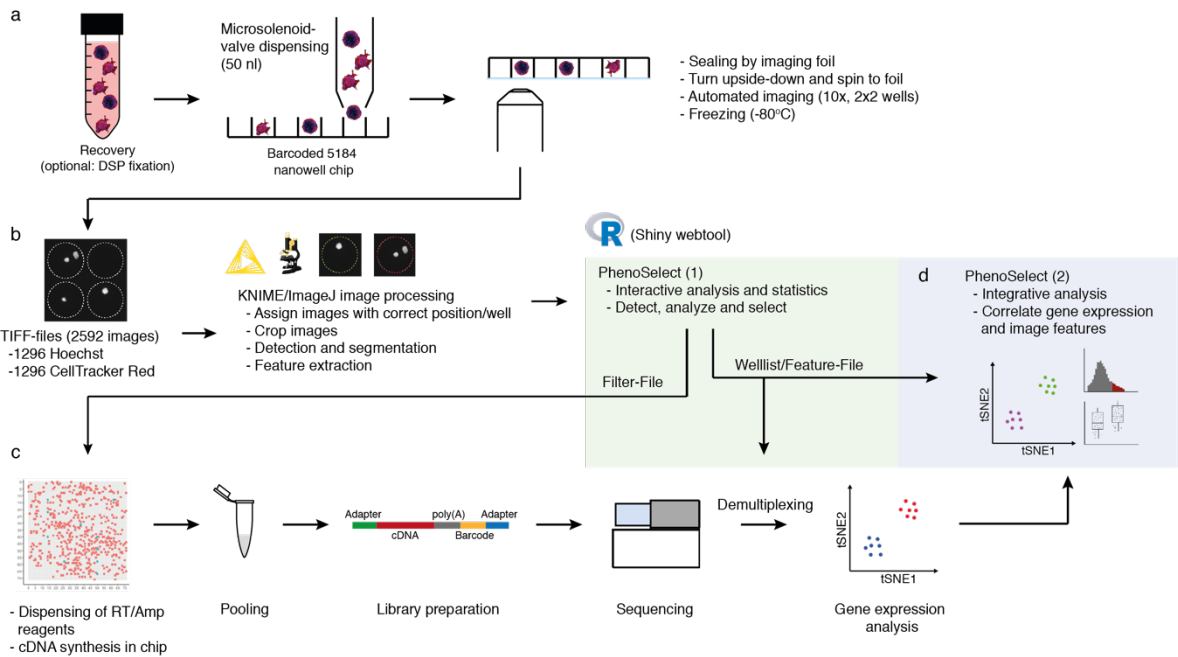 a
Recovery
(optional: DSP fixation)
Microsolenoid-
valve dispensing
(50 nl)
Barcoded 5184
nanowell chip
- Sealing by imaging foil
- Turn upside-down and spin to foil
- Automated imaging (10x, 2x2 wells)
- Freezing (-80°C)
b
TIFF-files (2592 images)
-1296 Hoechst
-1296 CellTracker Red
KNIME/ImageJ image processing
- Assign images with correct position/well
- Crop images
- Detection and segmentation
- Feature extraction
R (Shiny webtool)
PhenoSelect (1)
- Interactive analysis and statistics
- Detect, analyze and select
Filter-File
Welllist/Feature-File
d
PhenoSelect (2)
- Integrative analysis
- Correlate gene expression
and image features
tSNE2
tSNE1
c
- Dispensing of RT/Amp
reagents
- cDNA synthesis in chip
Pooling
Adapter
poly(A)
Adapter
cDNA
Barcode
Library preparation
Sequencing
Demultiplexing
tSNE2
tSNE1
Gene expression
analysis